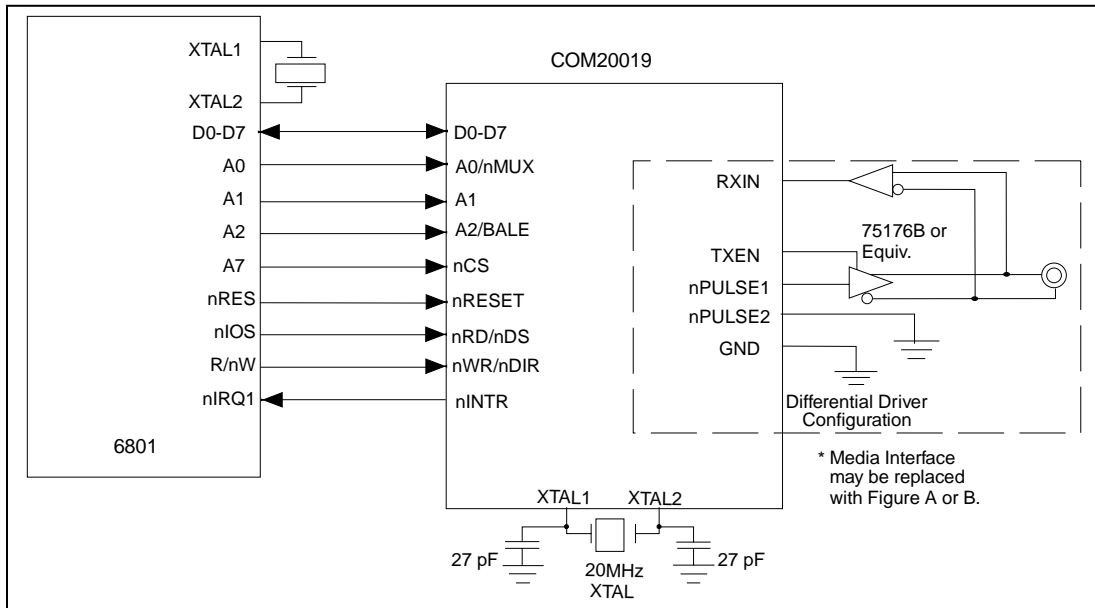 COM20019
XTAL1
XTAL2
D0-D7
A0
A1
A2
A7
nRES
nIOS
R/nW
nIRQ1
6801
D0-D7
A0/nMUX
A1
A2/BALE
nCS
nRESET
nRD/nDS
nWR/nDIR
nINTR
RXIN
TXEN
nPULSE1
nPULSE2
GND
75176B or
Equiv.
Differential Driver
Configuration
* Media Interface
may be replaced
with Figure A or B.
XTAL1
XTAL2
27 pF
20MHz
XTAL
27 pF